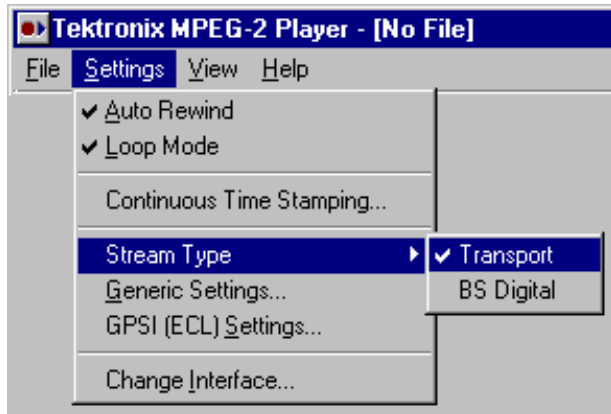 Tektronix MPEG-2 Player - [No File]
File Settings View Help
Auto Rewind
Loop Mode
Continuous Time Stamping...
Stream Type
Transport
Generic Settings...
BS Digital
GPSI (ECL) Settings...
Change Interface...